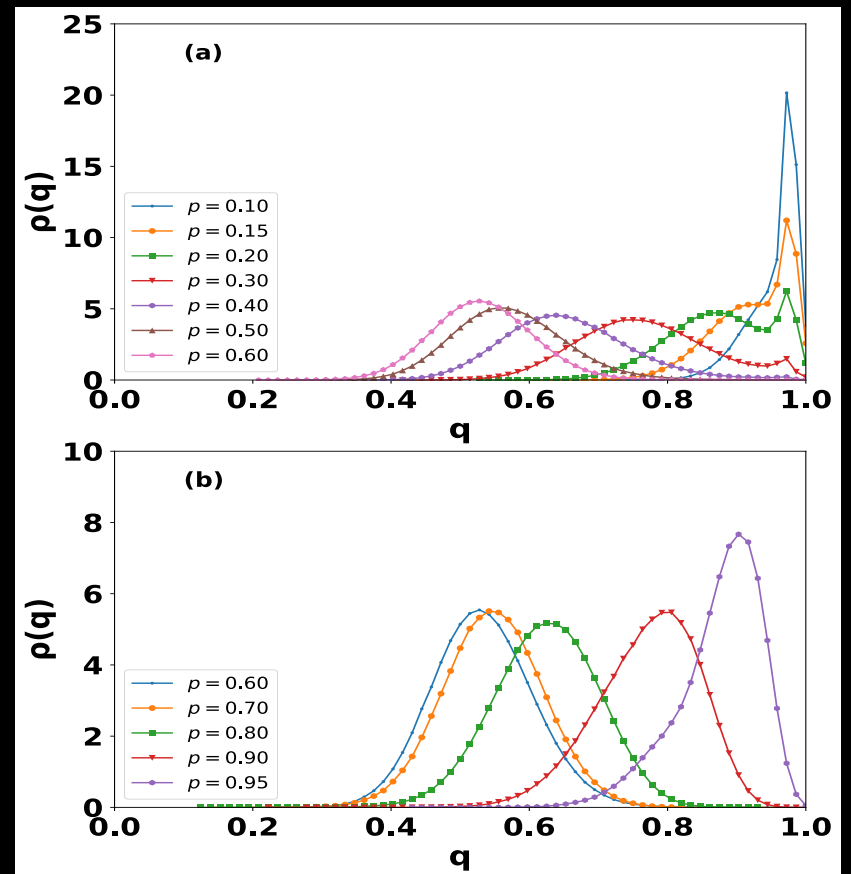 (a)
ρ(q)
25
20
15
10
5
0
p = 0.10
p = 0.15
p = 0.20
p = 0.30
p = 0.40
p = 0.50
p = 0.60
0.0 0.2 0.4 0.6 0.8 1.0
q
(b)
ρ(q)
10
8
6
4
2
0
p = 0.60
p = 0.70
p = 0.80
p = 0.90
p = 0.95
0.0 0.2 0.4 0.6 0.8 1.0
q